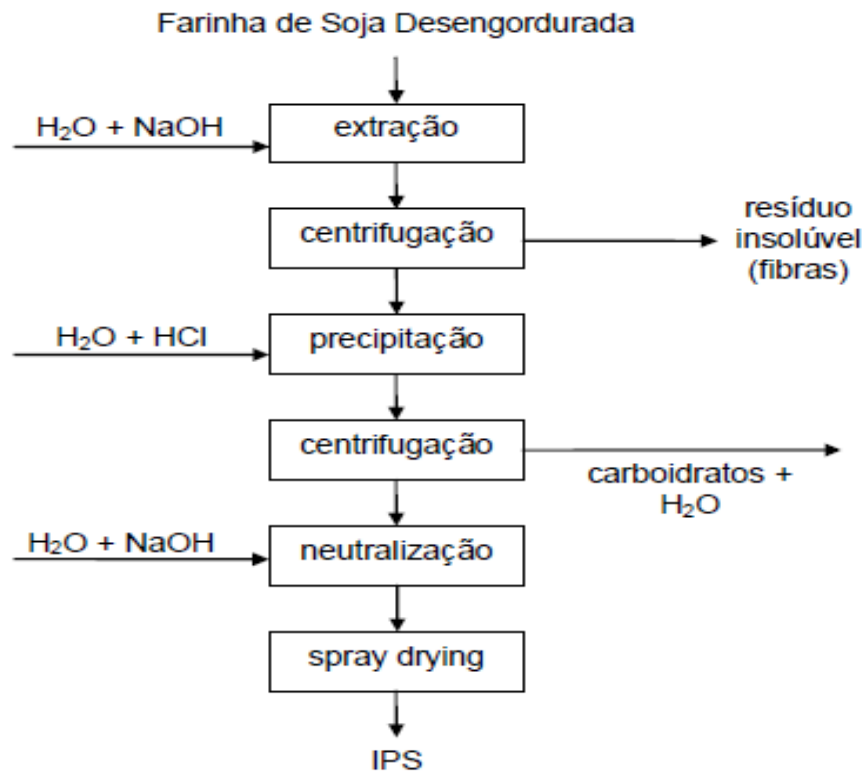 Farinha de Soja Desengordurada
H₂O + NaOH
extração
centrifugação
resíduo
insolúvel
(fibras)
H₂O + HCl
precipitação
centrifugação
carboidratos +
H₂O
H₂O + NaOH
neutralização
spray drying
IPS